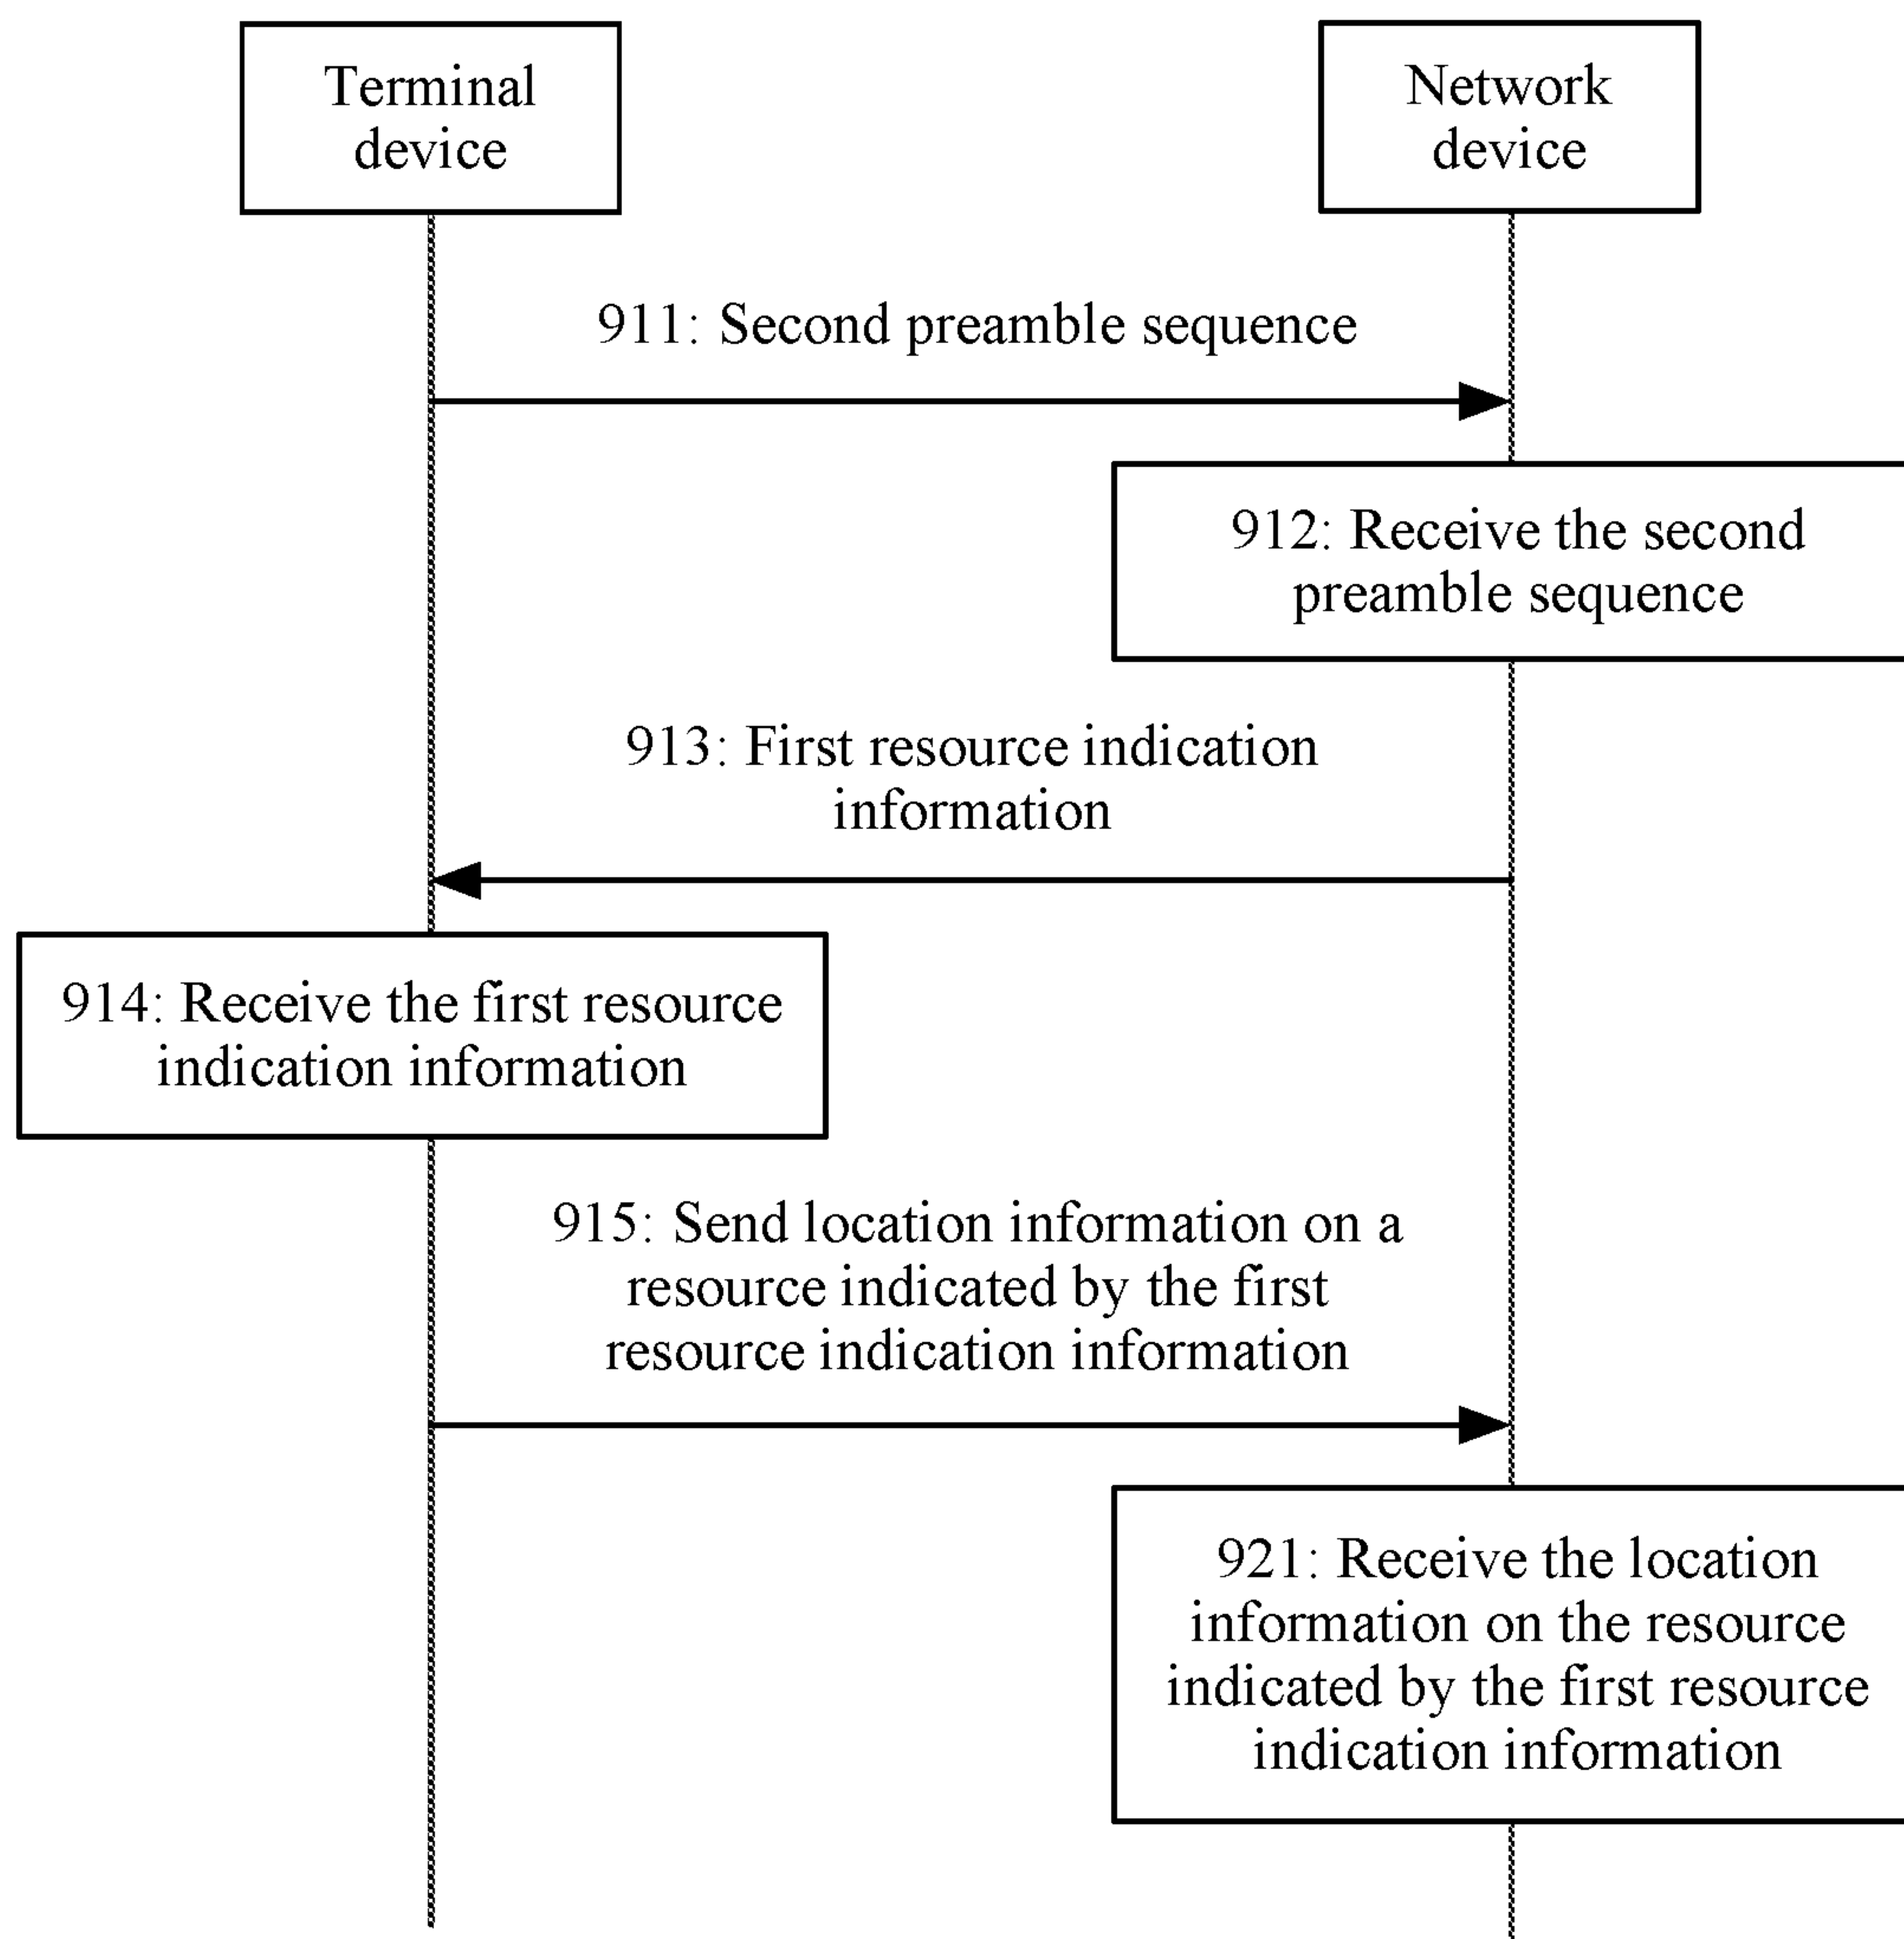 Terminal
device
Network
device
911: Second preamble sequence
912: Receive the second
preamble sequence
913: First resource indication
information
914: Receive the first resource
indication information
915: Send location information on a
resource indicated by the first
resource indication information
921: Receive the location
information on the resource
indicated by the first resource
indication information